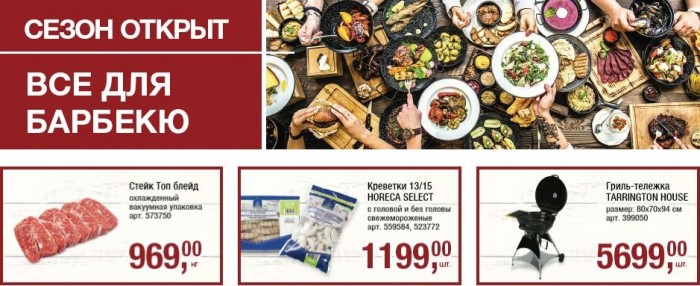 СЕЗОН ОТКРЫТ
ВСЕ ДЛЯ
БАРБЕКЮ
Стейк Топ блейд
охлажденный
вакуумная упаковка
арт. 573750
969,00
кг
Креветки 13/15
HORECA SELECT
с головой и без головы
свежемороженые
арт. 559584, 523772
1199,00
шт.
Гриль-тележка
TARRINGTON HOUSE
размер: 80x70x94 см
арт. 399050
5699,00
шт.